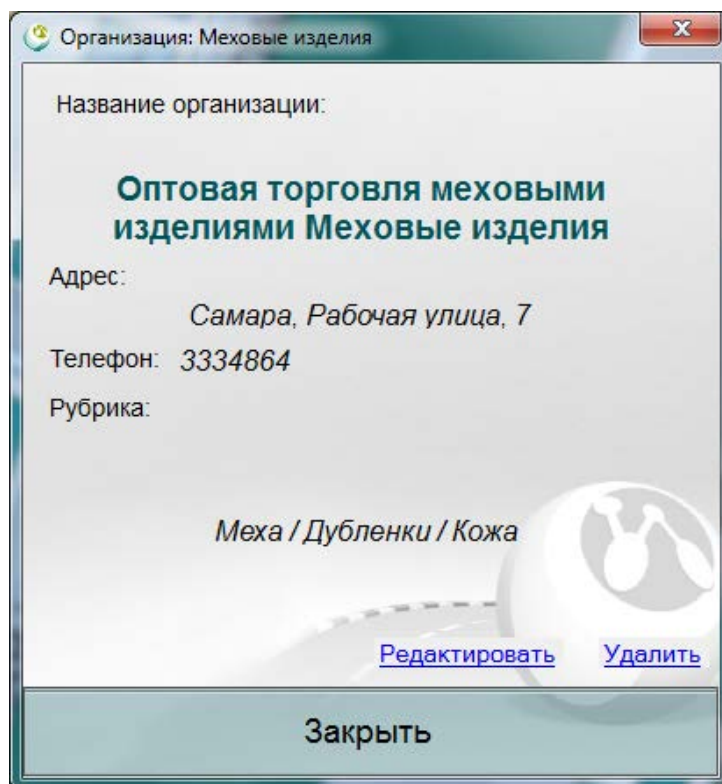 Организация: Меховые изделия
Название организации:
Оптовая торговля меховыми
изделиями Меховые изделия
Адрес:
Самара, Рабочая улица, 7
Телефон: 3334864
Рубрика:
Меха / Дубленки / Кожа
Редактировать Удалить
Закрыть